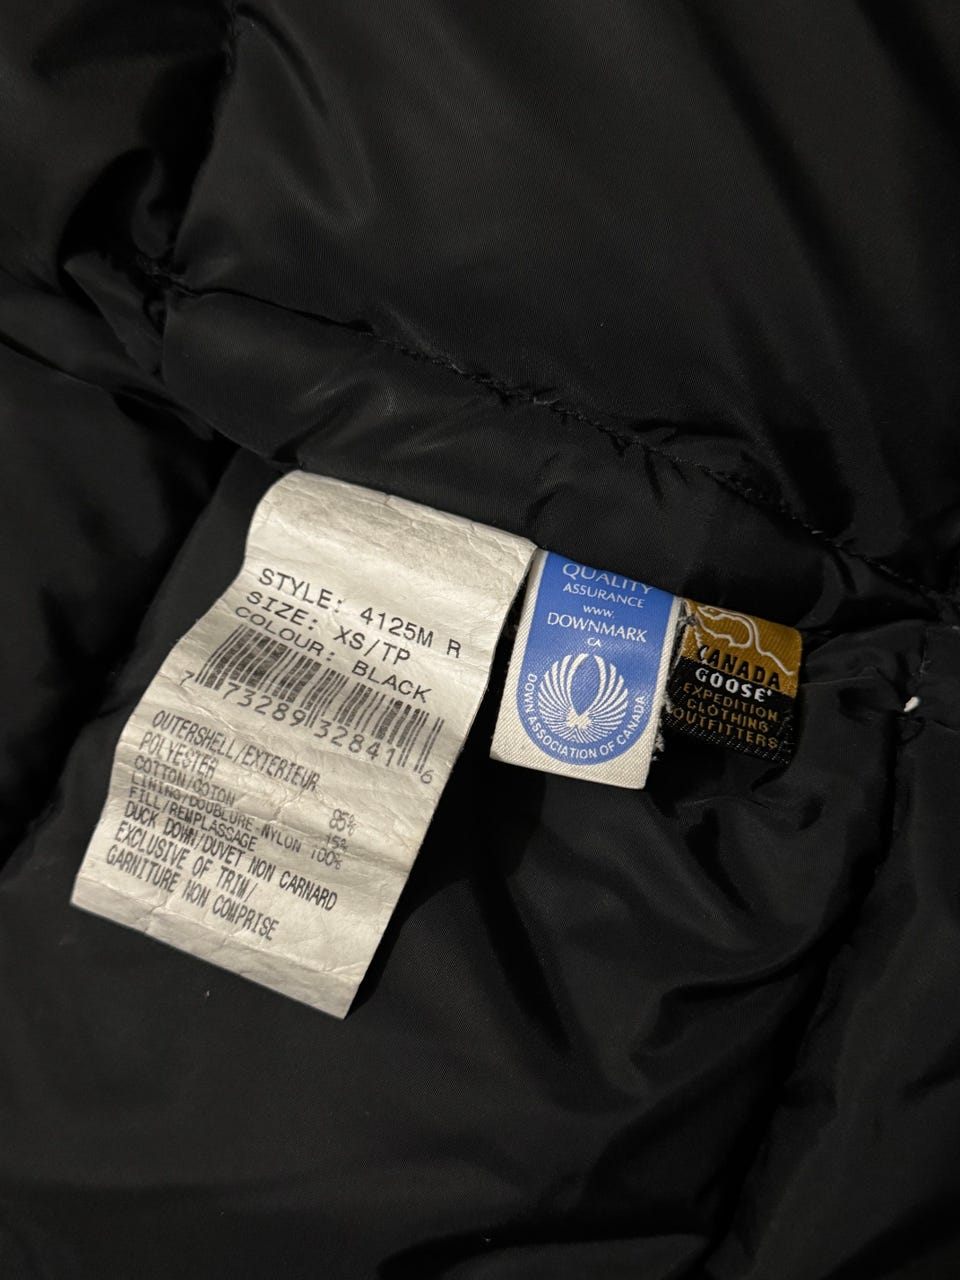 STYLE: 4125M R
SIZE: XS/TP
COLOUR: BLACK
7 73289 32841 6
OUTERSHELL/EXTERIEUR
POLYESTER 85%
COTTON/COTON 15%
LINING/DOUBLURE NYLON 100%
FILL/REMPLASSAGE
DUCK DOWN/DUVET NON CARNARD
EXCLUSIVE OF TRIM/
GARNITURE NON COMPRISE
QUALITY
ASSURANCE
www.
DOWNMARK
.CA
DOWN ASSOCIATION OF CANADA
CANADA
GOOSE®
EXPEDITION
CLOTHING
OUTFITTERS